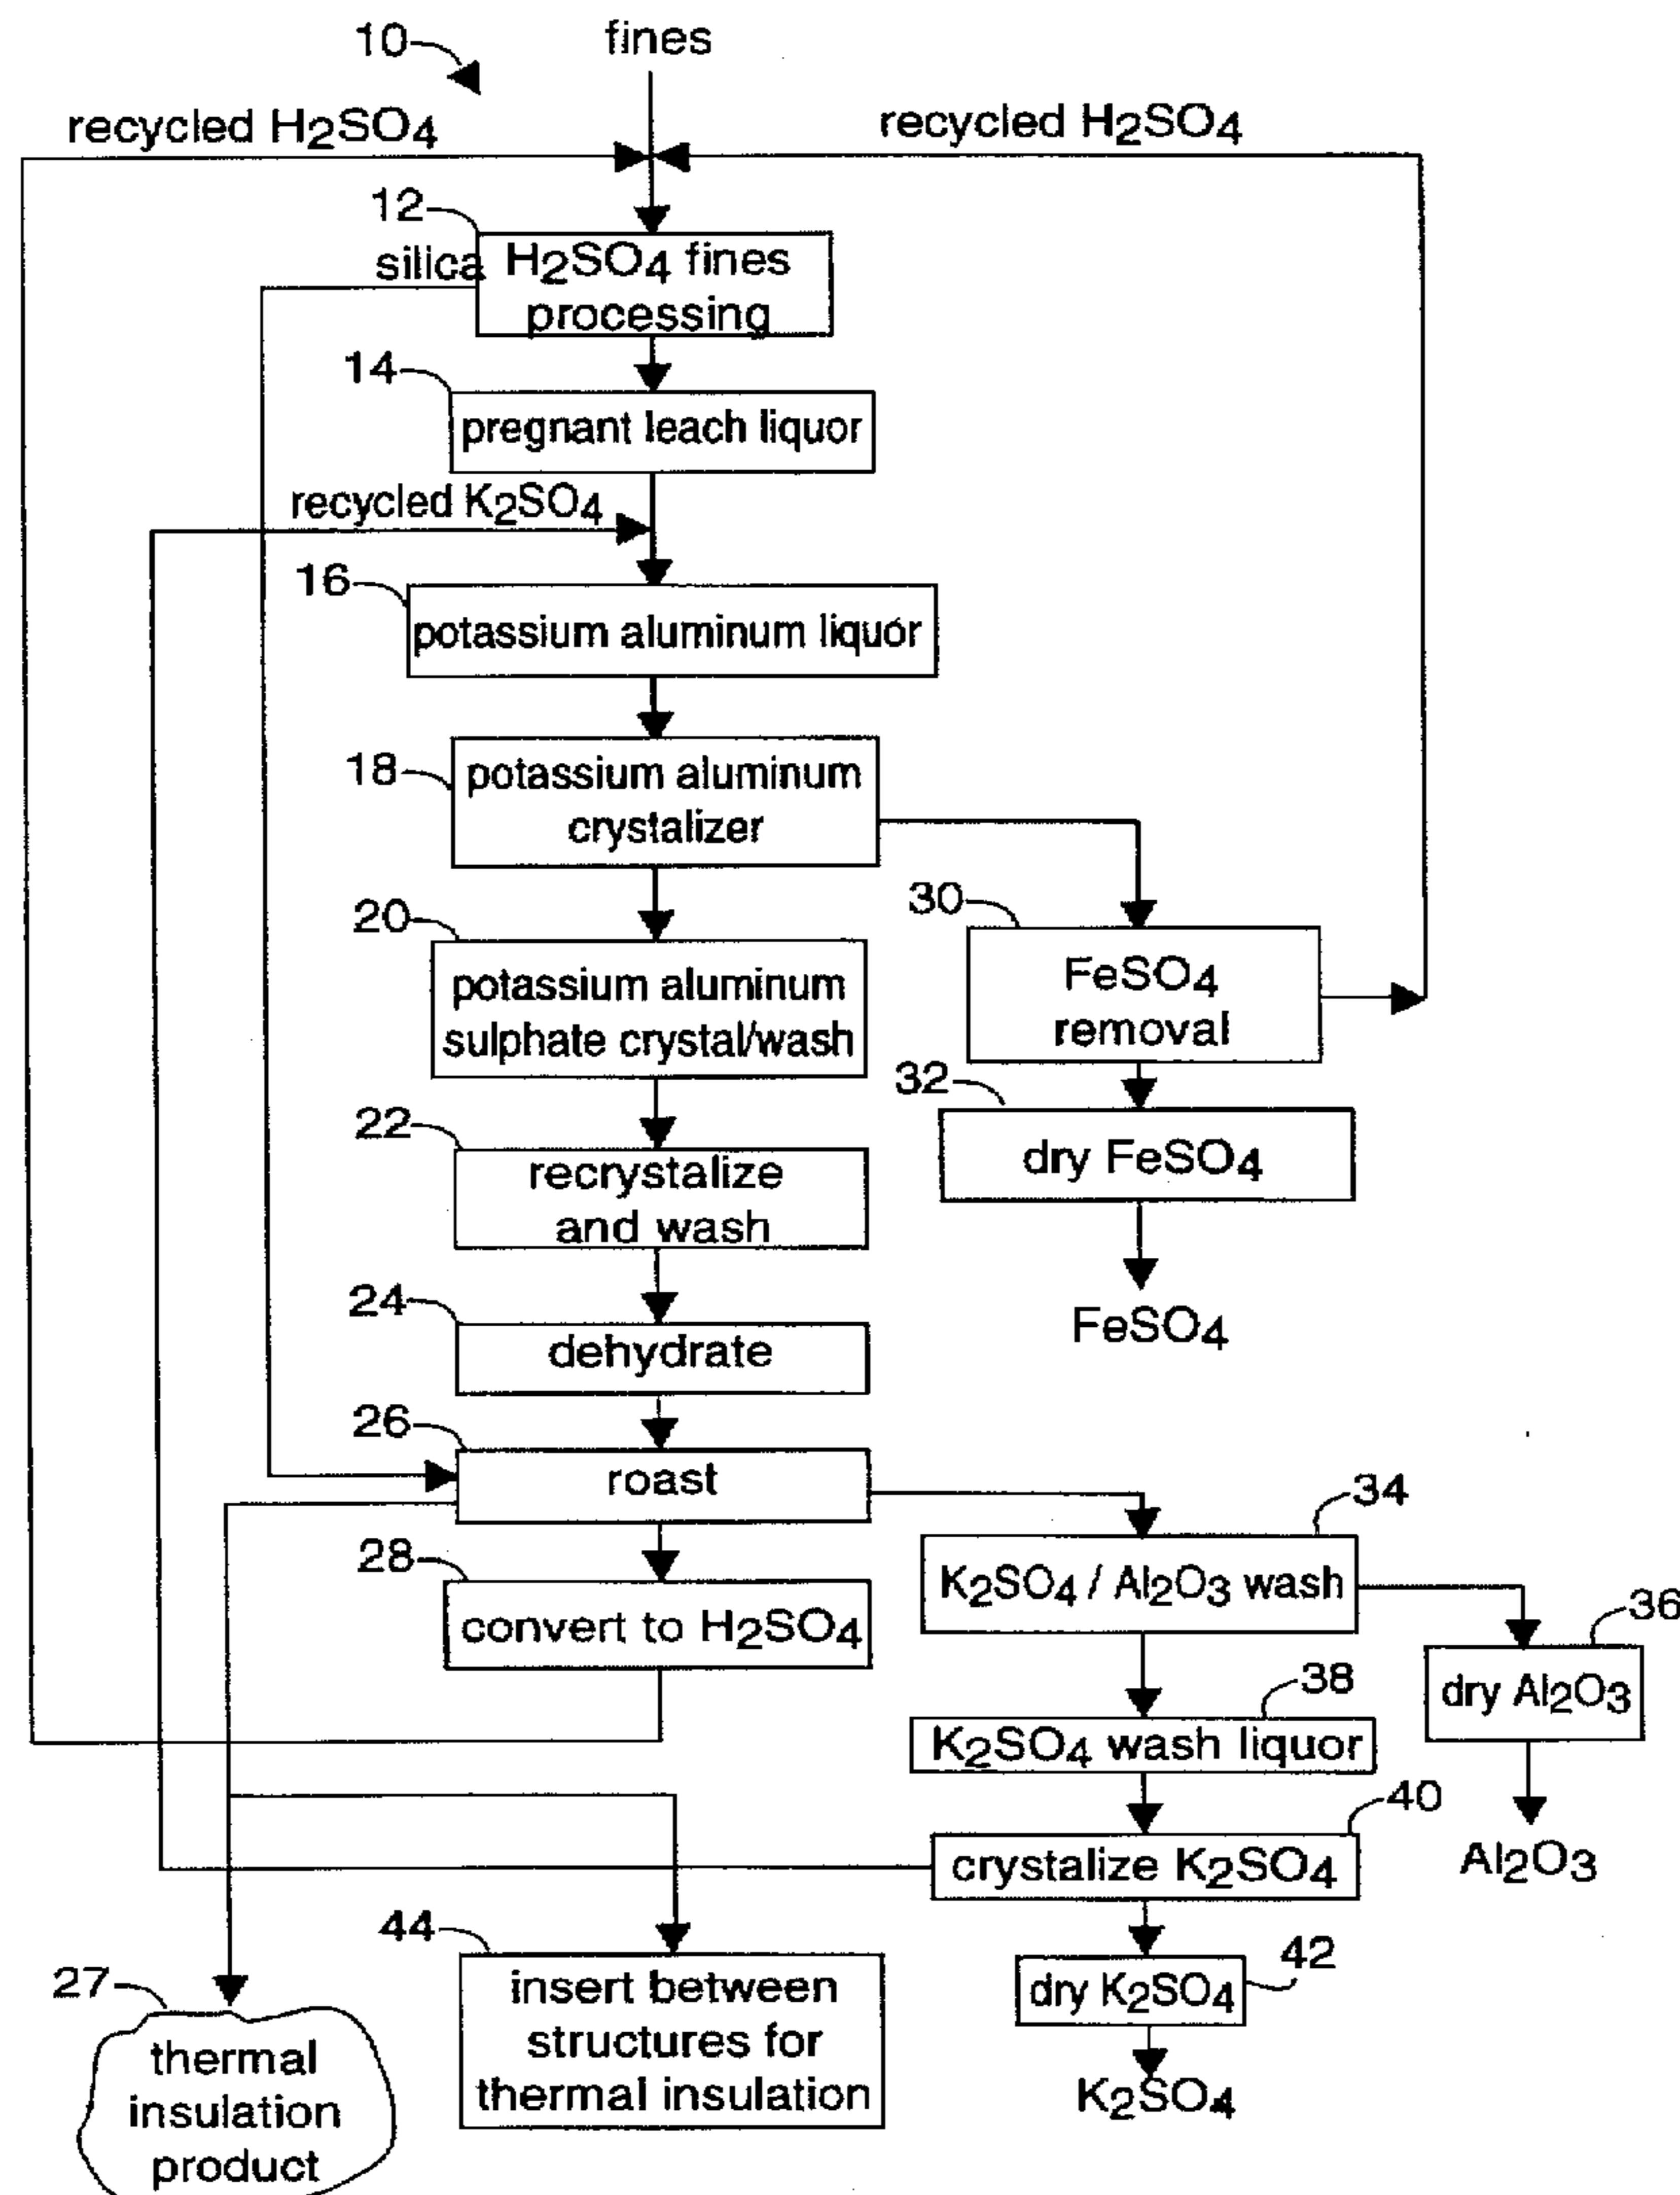 10
fines
recycled H2SO4
recycled H2SO4
12
silica
H2SO4 fines
processing
14
pregnant leach liquor
recycled K2SO4
16
potassium aluminum liquor
18
potassium aluminum
crystalizer
20
potassium aluminum
sulphate crystal/wash
30
FeSO4
removal
32
dry FeSO4
FeSO4
22
recrystalize
and wash
24
dehydrate
26
roast
28
convert to H2SO4
34
K2SO4 / Al2O3 wash
36
dry Al2O3
Al2O3
38
K2SO4 wash liquor
40
crystalize K2SO4
42
dry K2SO4
K2SO4
44
insert between
structures for
thermal insulation
27
thermal
insulation
product